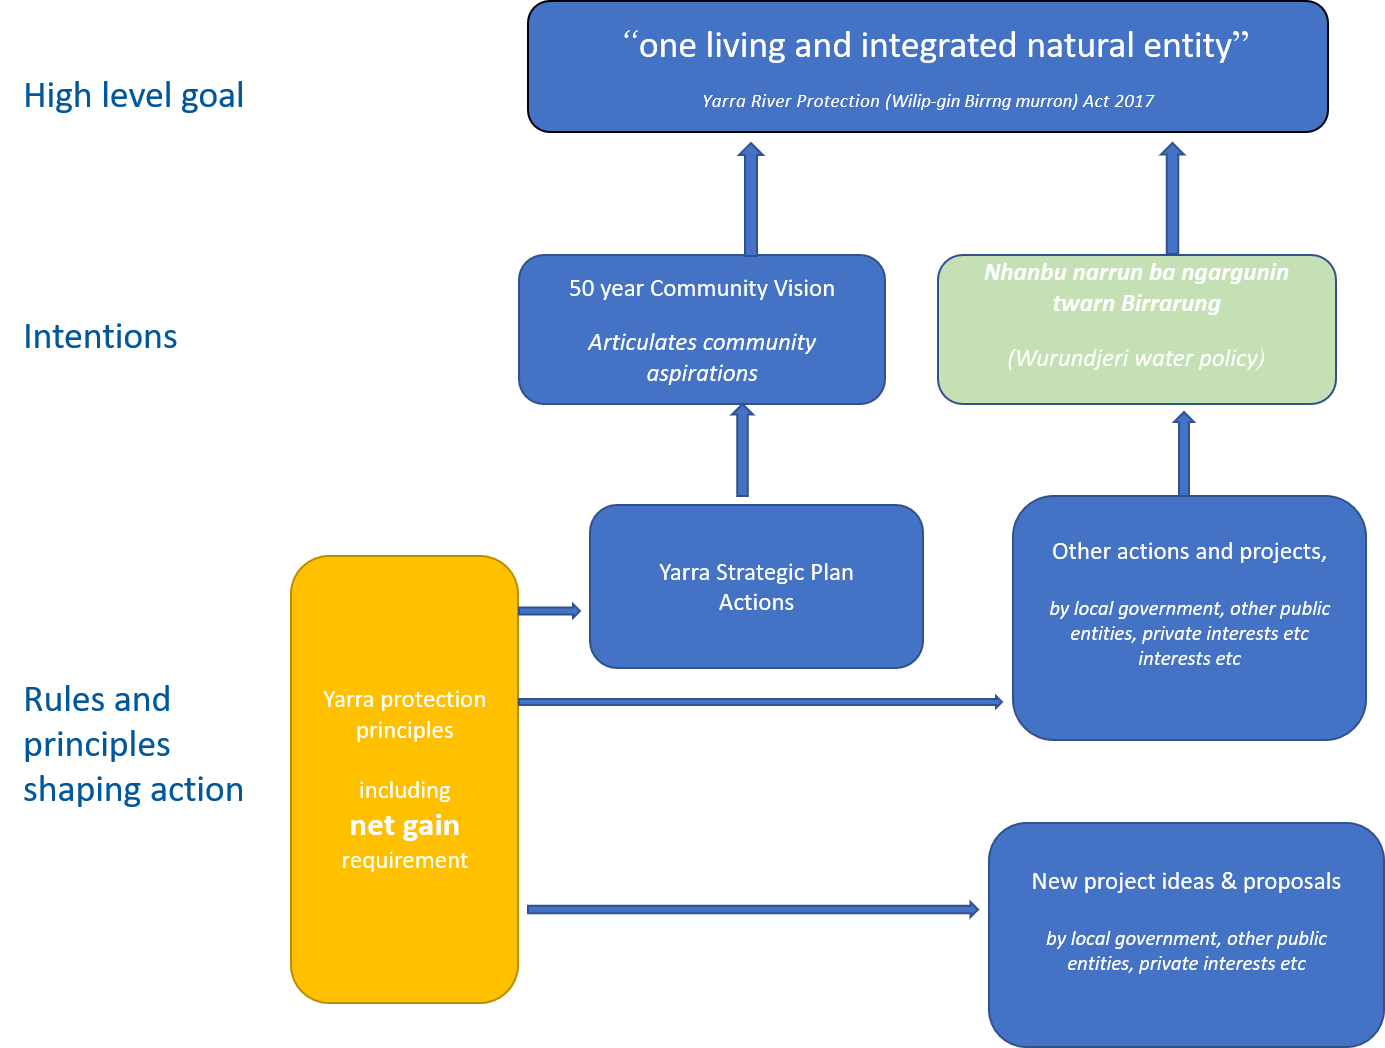 “one living and integrated natural entity”
Yarra River Protection (Wilip-gin Birrng murron) Act 2017
High level goal
50 year Community Vision
Articulates community
aspirations
Nhanbu narrun ba ngargunin
twarn Birrarung
(Wurundjeri water policy)
Intentions
Yarra Strategic Plan
Actions
Other actions and projects,
by local government, other public
entities, private interests etc
interests etc
Rules and
principles
shaping action
Yarra protection
principles
including
net gain
requirement
New project ideas & proposals
by local government, other public
entities, private interests etc